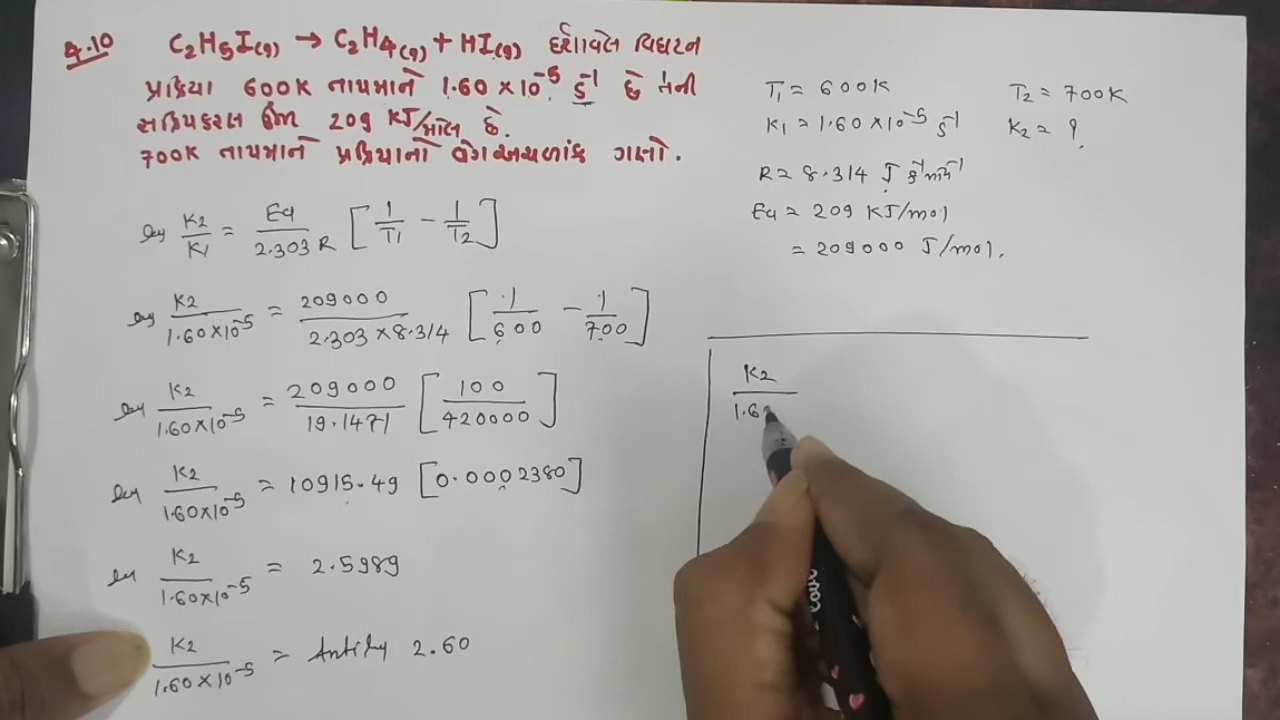 Q.10 C₂H₅I(g) → C₂H₄(g) + HI(g) દર્શાવેલ વિઘટન
પ્રક્રિયા 600K તાપમાને 1.60 × 10⁻⁵ s⁻¹ છે તેની
સક્રિયકરણ ઊર્જા 209 KJ/મોલ છે.
700K તાપમાને પ્રક્રિયાનો વેગઅચળાંક ગણો.
T₁ = 600K T₂ = 700K
K₁ = 1.60 × 10⁻⁵ s⁻¹ K₂ = ?
R = 8.314 J
Ea = 209 KJ/mol
= 209000 J/mol.
log K₂/K₁ = Ea/2.303 R [1/T₁ − 1/T₂]
log K₂/1.60×10⁻⁵ = 209000/2.303×8.314 [1/600 − 1/700]
log K₂/1.60×10⁻⁵ = 209000/19.1471 [100/420000]
log K₂/1.60×10⁻⁵ = 10915.49 [0.0002380]
log K₂/1.60×10⁻⁵ = 2.5989
K₂/1.60×10⁻⁵ = Antilog 2.60
K₂/1.6